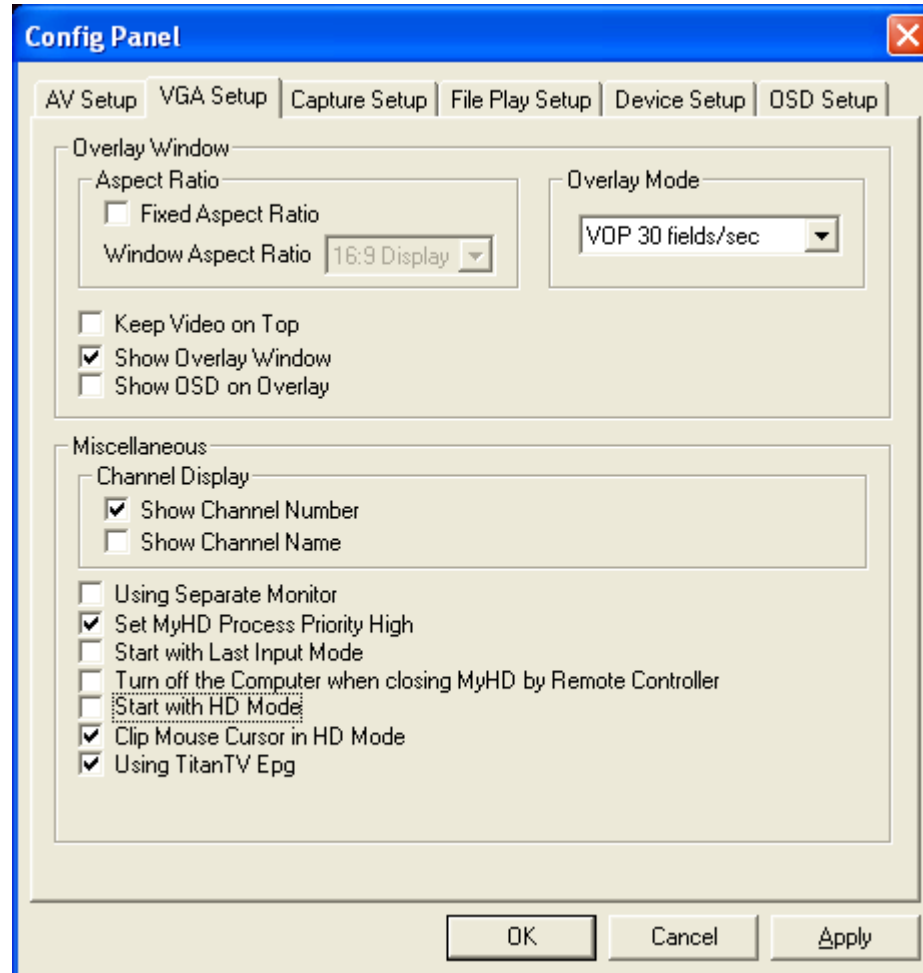 Config Panel
AV Setup VGA Setup Capture Setup File Play Setup Device Setup OSD Setup
Overlay Window
Aspect Ratio
Fixed Aspect Ratio
Window Aspect Ratio 16:9 Display
Overlay Mode
VOP 30 fields/sec
Keep Video on Top
Show Overlay Window
Show OSD on Overlay
Miscellaneous
Channel Display
Show Channel Number
Show Channel Name
Using Separate Monitor
Set MyHD Process Priority High
Start with Last Input Mode
Turn off the Computer when closing MyHD by Remote Controller
Start with HD Mode
Clip Mouse Cursor in HD Mode
Using TitanTV Epg
OK Cancel Apply